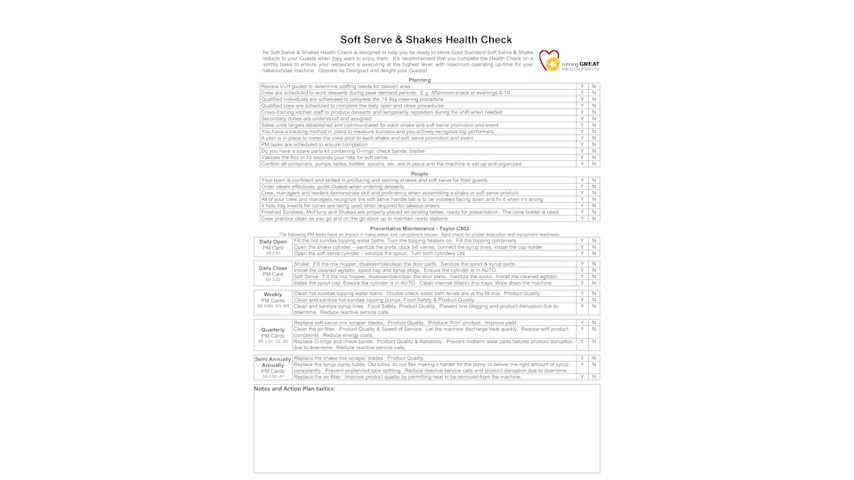 Soft Serve & Shakes Health Check
he Soft Serve & Shakes Health Check is designed to help you be ready to serve Gold Standard Soft Serve & Shake
roducts to your Guests when they want to enjoy them. It's recommended that you complete the Health Check on a
onthly basis to ensure your restaurant is executing at the highest level, with maximum operating up-time for your
hake/sundae machine. Operate As Designed and delight your Guests!
running GREAT
RESTAURANTS
Planning
Review VLH guides to determine staffing needs for dessert area Y N
Crew are scheduled to work desserts during peak demand periods. E.g. Afternoon snack or evenings 8-10 Y N
Qualified individuals are scheduled to complete the 14 day cleaning procedure Y N
Qualified crew are scheduled to complete the daily open and close procedures Y N
Cross-training kitchen staff to produce desserts and temporarily reposition during the shift when needed Y N
Secondary duties are understood and assigned Y N
Sales units targets established and communicated for each shake and soft serve promotion and event Y N
You have a tracking method in place to measure success and you actively recognize top performers Y N
A plan is in place to roster the crew prior to each shake and soft serve promotion and event Y N
PM tasks are scheduled to ensure completion Y N
Do you have a spare parts kit containing O-rings, check bands, blades Y N
Validate the 6oz in 10 seconds pour rate for soft serve. Y N
Confirm all containers, pumps, ladles, bottles, spoons, etc. are in place and the machine is set-up and organized Y N
People
Your team is confident and skilled in producing and serving shakes and soft serve for their guests Y N
Order takers effectively guide Guests when ordering desserts Y N
Crew, managers and leaders demonstrate skill and proficiency when assembling a shake or soft serve product Y N
All of your crew and managers recognize the soft serve handle tab is to be installed facing down and fix it when it's wrong Y N
4 hole tray inserts for cones are being used when required for takeout orders Y N
Finished Sundaes, McFlurry and Shakes are properly placed on landing tables, ready for presentation. The cone holder is used. Y N
Crew practice clean as you go and on the go stock up to maintain ready stations Y N
Preventative Maintenance - Taylor C602
The following PM tasks have an impact in many areas and can prevent issues. Spot check for proper execution and equipment readiness.
Daily Open
PM Card
Fill the hot sundae topping water baths. Turn the topping heaters on. Fill the topping containers. Y N
Open the shake cylinder – sanitize the ports, duck bill valves, connect the syrup lines, install the cup holder Y N
Open the soft serve cylinder – sanitize the spout. Turn both cylinders ON Y N
Daily Close
PM Card
Shake: Fill the mix hopper, disassemble/clean the door parts. Sanitize the spout & syrup ports. Y N
Install the cleaned agitator, spout cap and syrup plugs. Ensure the cylinder is in AUTO. Y N
Soft Serve: Fill the mix hopper, disassemble/clean the door parts. Sanitize the spout. Install the cleaned agitator. Y N
Install the spout cap. Ensure the cylinder is in AUTO. Clean internal (black) drip trays. Wipe down the machine Y N
Weekly
PM Cards
Clean hot sundae topping water baths. Double check water bath levels are at the fill line. Product Quality. Y N
Clean and sanitize hot sundae topping pumps. Food Safety & Product Quality. Y N
Clean and sanitize syrup lines. Food Safety, Product Quality. Prevent line clogging and product disruption due to Y N
downtime. Reduce reactive service calls.
Quarterly
PM Cards
Replace soft-serve mix scraper blades. Product Quality. Produce "firm" product. Improve yield. Y N
Clean the air filter. Product Quality & Speed of Service. Let the machine discharge heat quickly. Reduce soft product Y N
complaints. Reduce energy costs.
Replace O-rings and check bands. Product Quality & Reliability. Prevent midterm wear parts failures product disruption Y N
due to downtime. Reduce reactive service calls.
Semi Annually
Annually
PM Cards
Replace the shake mix scraper blades. Product Quality. Y N
Replace the syrup pump tubes. Old tubes do not flex making it harder for the pump to deliver the right amount of syrup Y N
consistently. Prevent unplanned tube splitting. Reduce reactive service calls and product disruption due to downtime.
Replace the air filter. Improve product quality by permitting heat to be removed from the machine. Y N
Notes and Action Plan tactics: